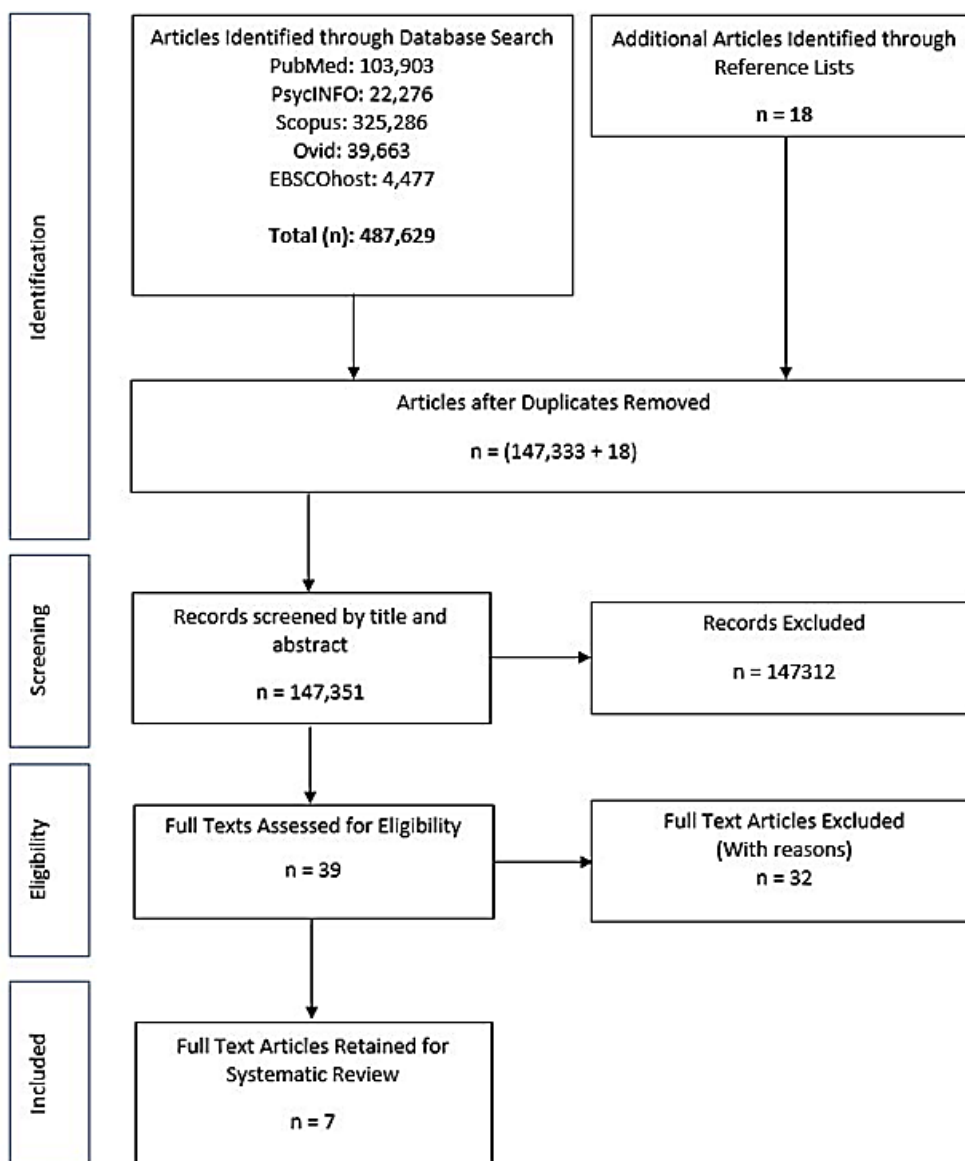 Identification
Articles Identified through Database Search
PubMed: 103,903
PsycINFO: 22,276
Scopus: 325,286
Ovid: 39,663
EBSCOhost: 4,477
Total (n): 487,629
Additional Articles Identified through
Reference Lists
n = 18
Articles after Duplicates Removed
n = (147,333 + 18)
Screening
Records screened by title and
abstract
n = 147,351
Records Excluded
n = 147312
Eligibility
Full Texts Assessed for Eligibility
n = 39
Full Text Articles Excluded
(With reasons)
n = 32
Included
Full Text Articles Retained for
Systematic Review
n = 7